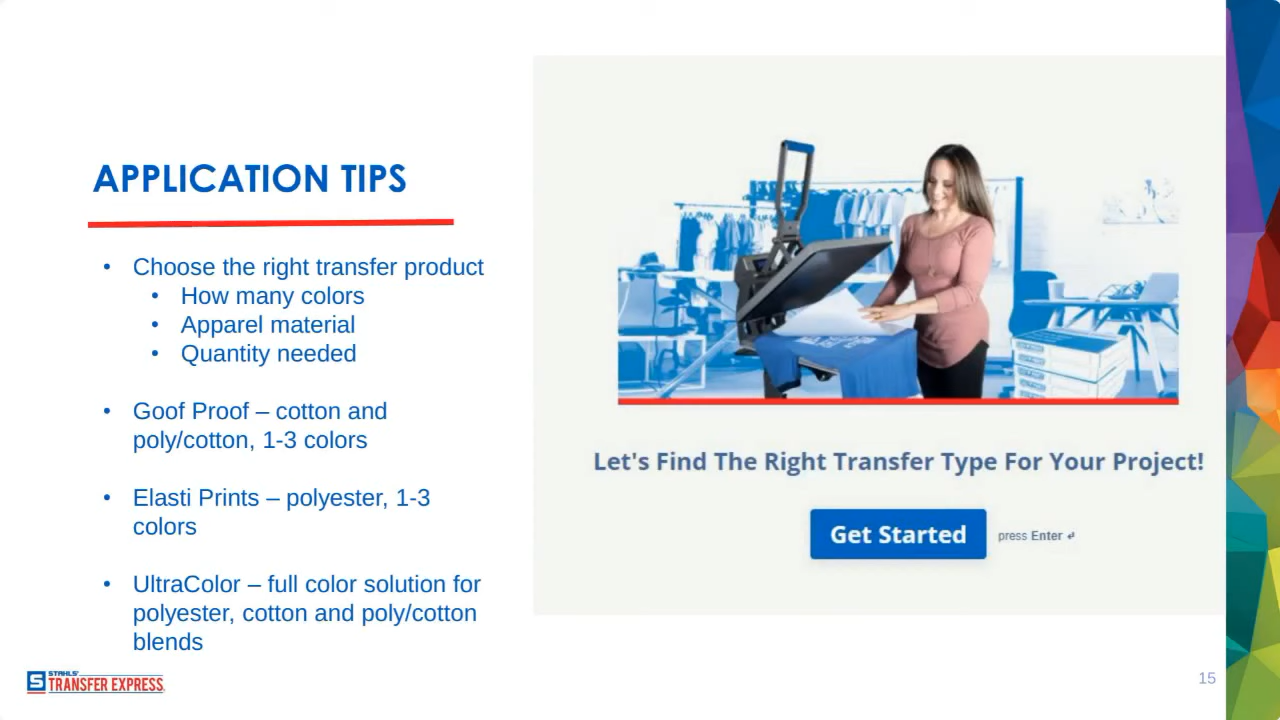 APPLICATION TIPS
• Choose the right transfer product
• How many colors
• Apparel material
• Quantity needed
• Goof Proof – cotton and
poly/cotton, 1-3 colors
• Elasti Prints – polyester, 1-3
colors
• UltraColor – full color solution for
polyester, cotton and poly/cotton
blends
Let's Find The Right Transfer Type For Your Project!
Get Started
press Enter ↵
S STAHLS'
TRANSFER EXPRESS
15